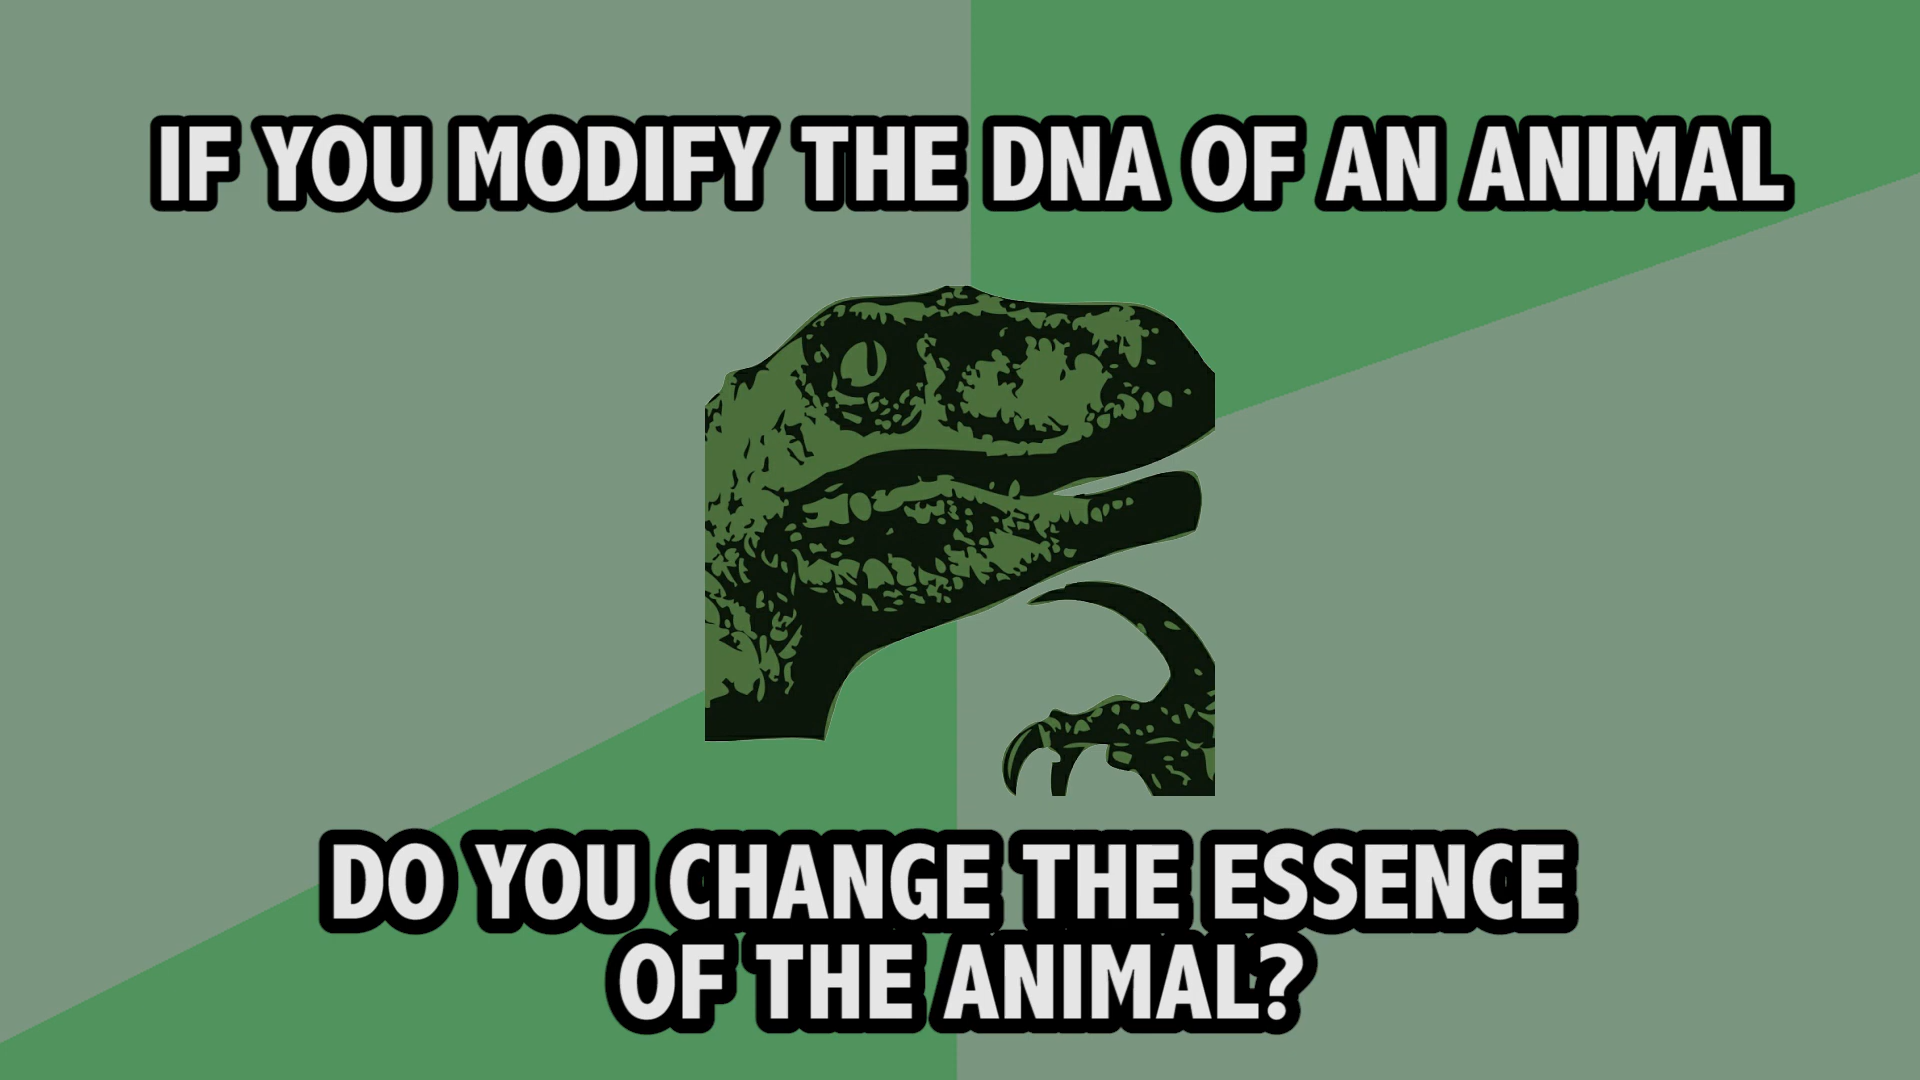 IF YOU MODIFY THE DNA OF AN ANIMAL
DO YOU CHANGE THE ESSENCE
OF THE ANIMAL?